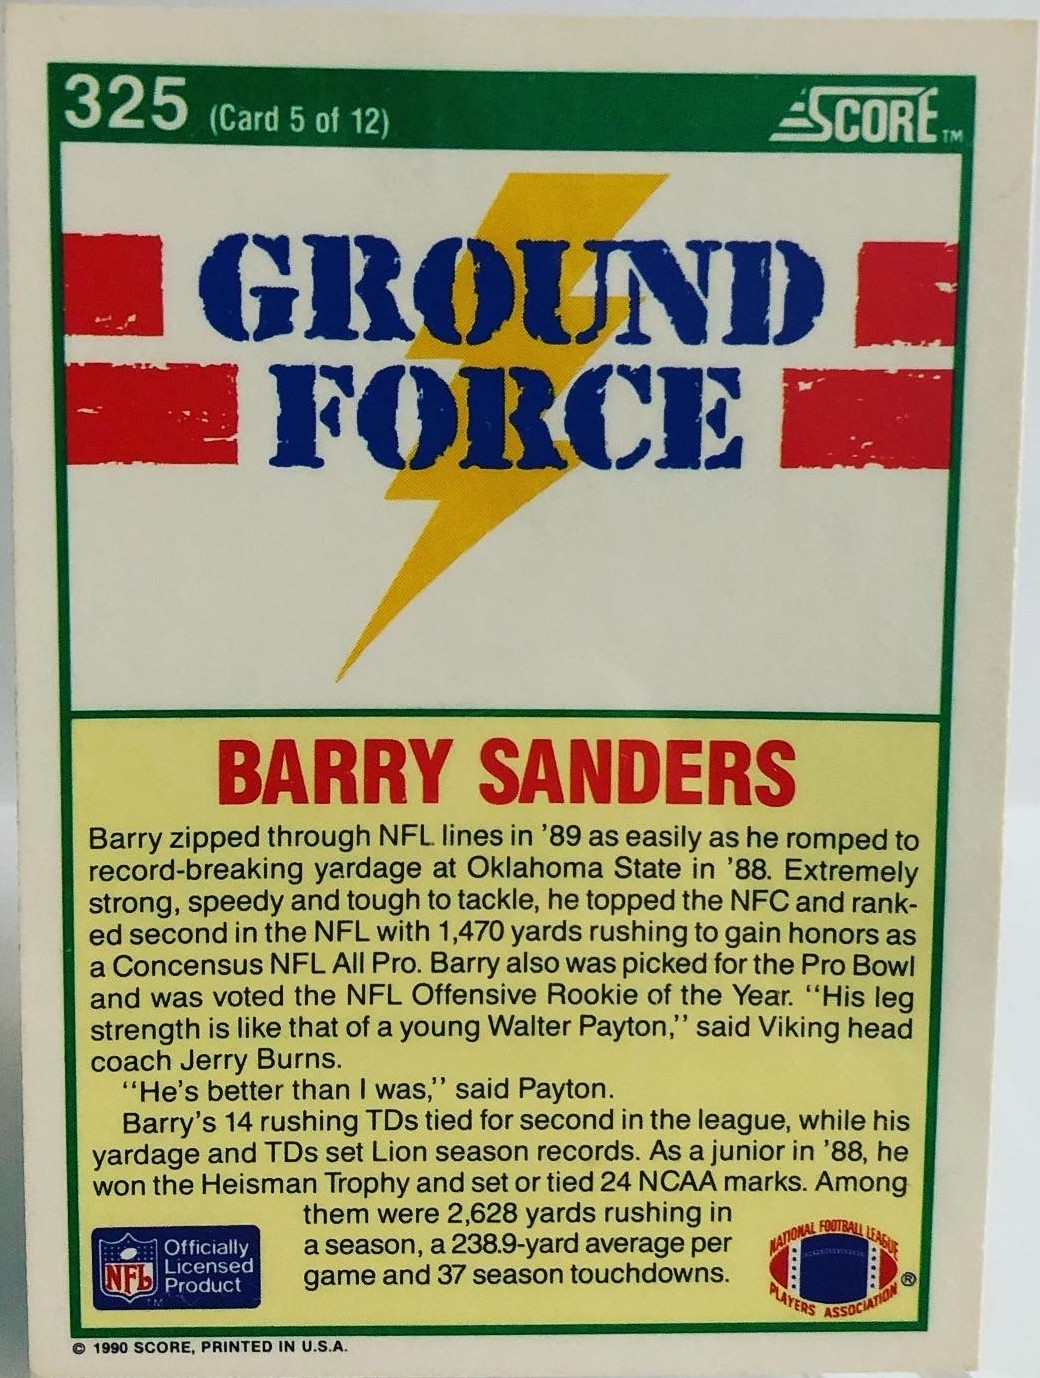 325 (Card 5 of 12)
SCORE™
GROUND
FORCE
BARRY SANDERS
Barry zipped through NFL lines in '89 as easily as he romped to
record-breaking yardage at Oklahoma State in '88. Extremely
strong, speedy and tough to tackle, he topped the NFC and rank-
ed second in the NFL with 1,470 yards rushing to gain honors as
a Concensus NFL All Pro. Barry also was picked for the Pro Bowl
and was voted the NFL Offensive Rookie of the Year. "His leg
strength is like that of a young Walter Payton," said Viking head
coach Jerry Burns.
"He's better than I was," said Payton.
Barry's 14 rushing TDs tied for second in the league, while his
yardage and TDs set Lion season records. As a junior in '88, he
won the Heisman Trophy and set or tied 24 NCAA marks. Among
them were 2,628 yards rushing in
a season, a 238.9-yard average per
game and 37 season touchdowns.
NFL
Officially
Licensed
Product
TM
NATIONAL FOOTBALL LEAGUE
PLAYERS ASSOCIATION ®
© 1990 SCORE, PRINTED IN U.S.A.